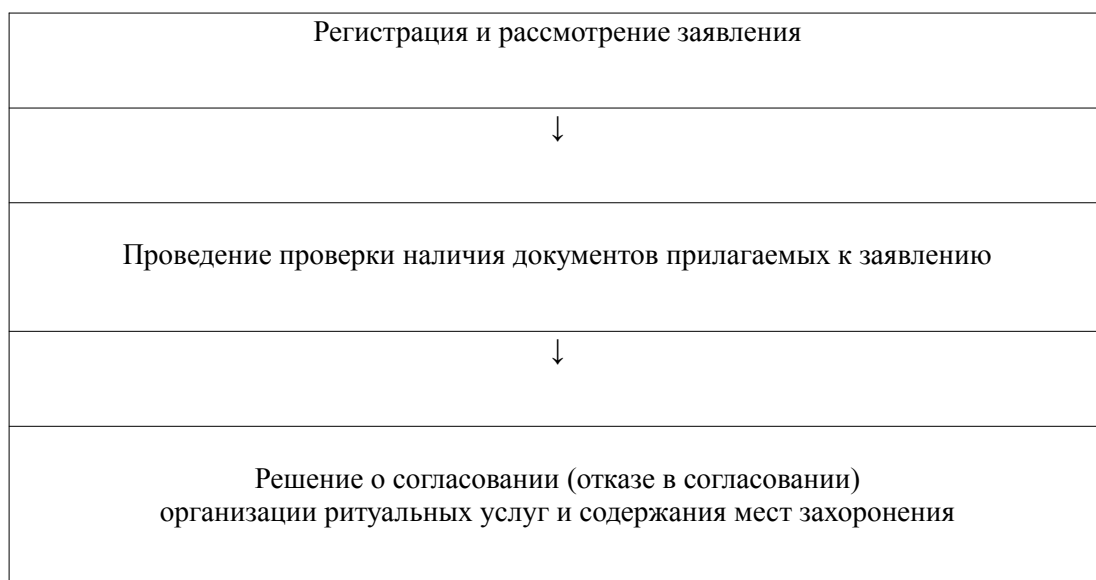 Регистрация и рассмотрение заявления
↓
Проведение проверки наличия документов прилагаемых к заявлению
↓
Решение о согласовании (отказе в согласовании)
организации ритуальных услуг и содержания мест захоронения